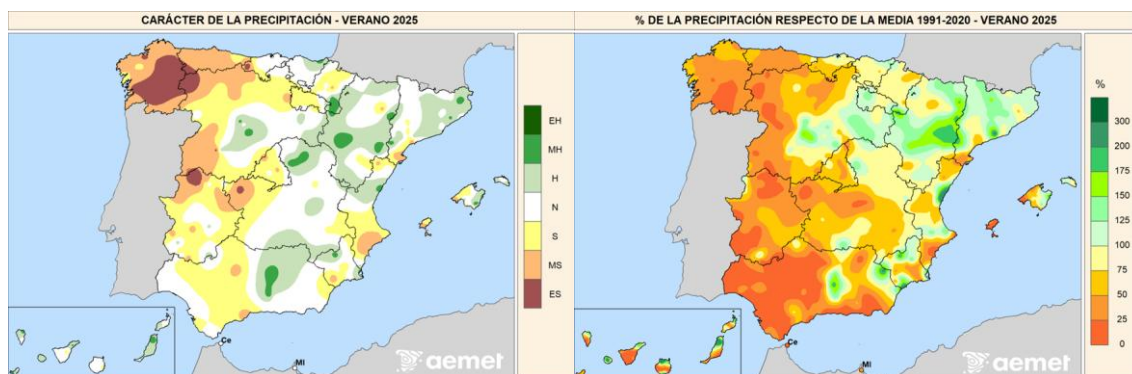 CARÁCTER DE LA PRECIPITACIÓN - VERANO 2025
EH
MH
H
N
S
MS
ES
Ce
Ml
aemet
% DE LA PRECIPITACIÓN RESPECTO DE LA MEDIA 1991-2020 - VERANO 2025
%
300
200
175
150
125
100
75
50
25
0
Ce
Ml
aemet